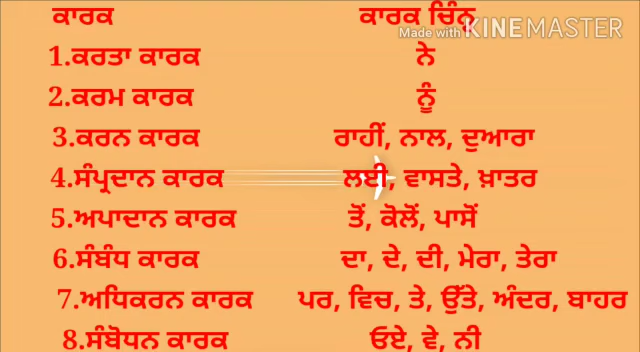 ਕਾਰਕ ਕਾਰਕ ਚਿੰਨ੍ਹ
Made with KINEMASTER
1.ਕਰਤਾ ਕਾਰਕ ਨੇ
2.ਕਰਮ ਕਾਰਕ ਨੂੰ
3.ਕਰਨ ਕਾਰਕ ਰਾਹੀਂ, ਨਾਲ, ਦੁਆਰਾ
4.ਸੰਪ੍ਰਦਾਨ ਕਾਰਕ ਲਈ, ਵਾਸਤੇ, ਖ਼ਾਤਰ
5.ਅਪਾਦਾਨ ਕਾਰਕ ਤੋਂ, ਕੋਲੋਂ, ਪਾਸੋਂ
6.ਸੰਬੰਧ ਕਾਰਕ ਦਾ, ਦੇ, ਦੀ, ਮੇਰਾ, ਤੇਰਾ
7.ਅਧਿਕਰਨ ਕਾਰਕ ਪਰ, ਵਿਚ, ਤੇ, ਉੱਤੇ, ਅੰਦਰ, ਬਾਹਰ
8.ਸੰਬੋਧਨ ਕਾਰਕ ਓਏ, ਵੇ, ਨੀ